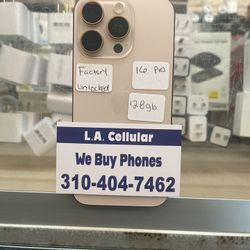 Factory
Unlocked
16 Pro
128gb
L.A. Cellular
We Buy Phones
310-404-7462